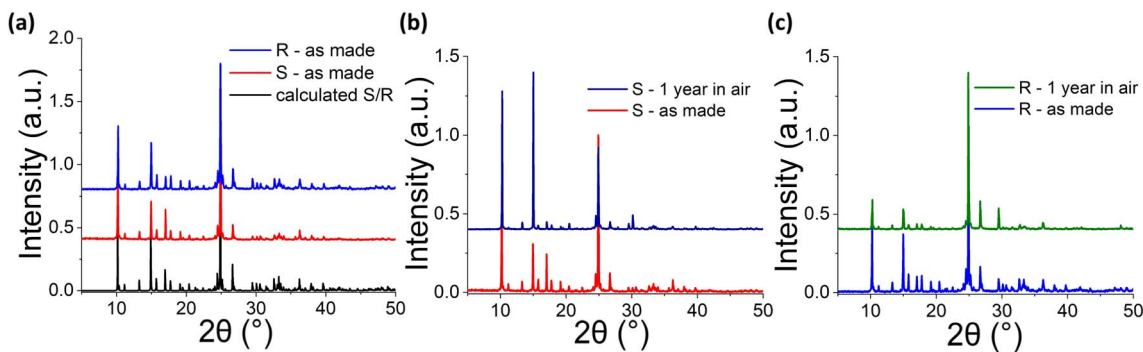 (a)
2.0
1.5
1.0
0.5
0.0
Intensity (a.u.)
R - as made
S - as made
calculated S/R
10 20 30 40 50
2θ (°)
(b)
1.5
1.0
0.5
0.0
Intensity (a.u.)
S - 1 year in air
S - as made
10 20 30 40 50
2θ (°)
(c)
1.5
1.0
0.5
0.0
Intensity (a.u.)
R - 1 year in air
R - as made
10 20 30 40 50
2θ (°)